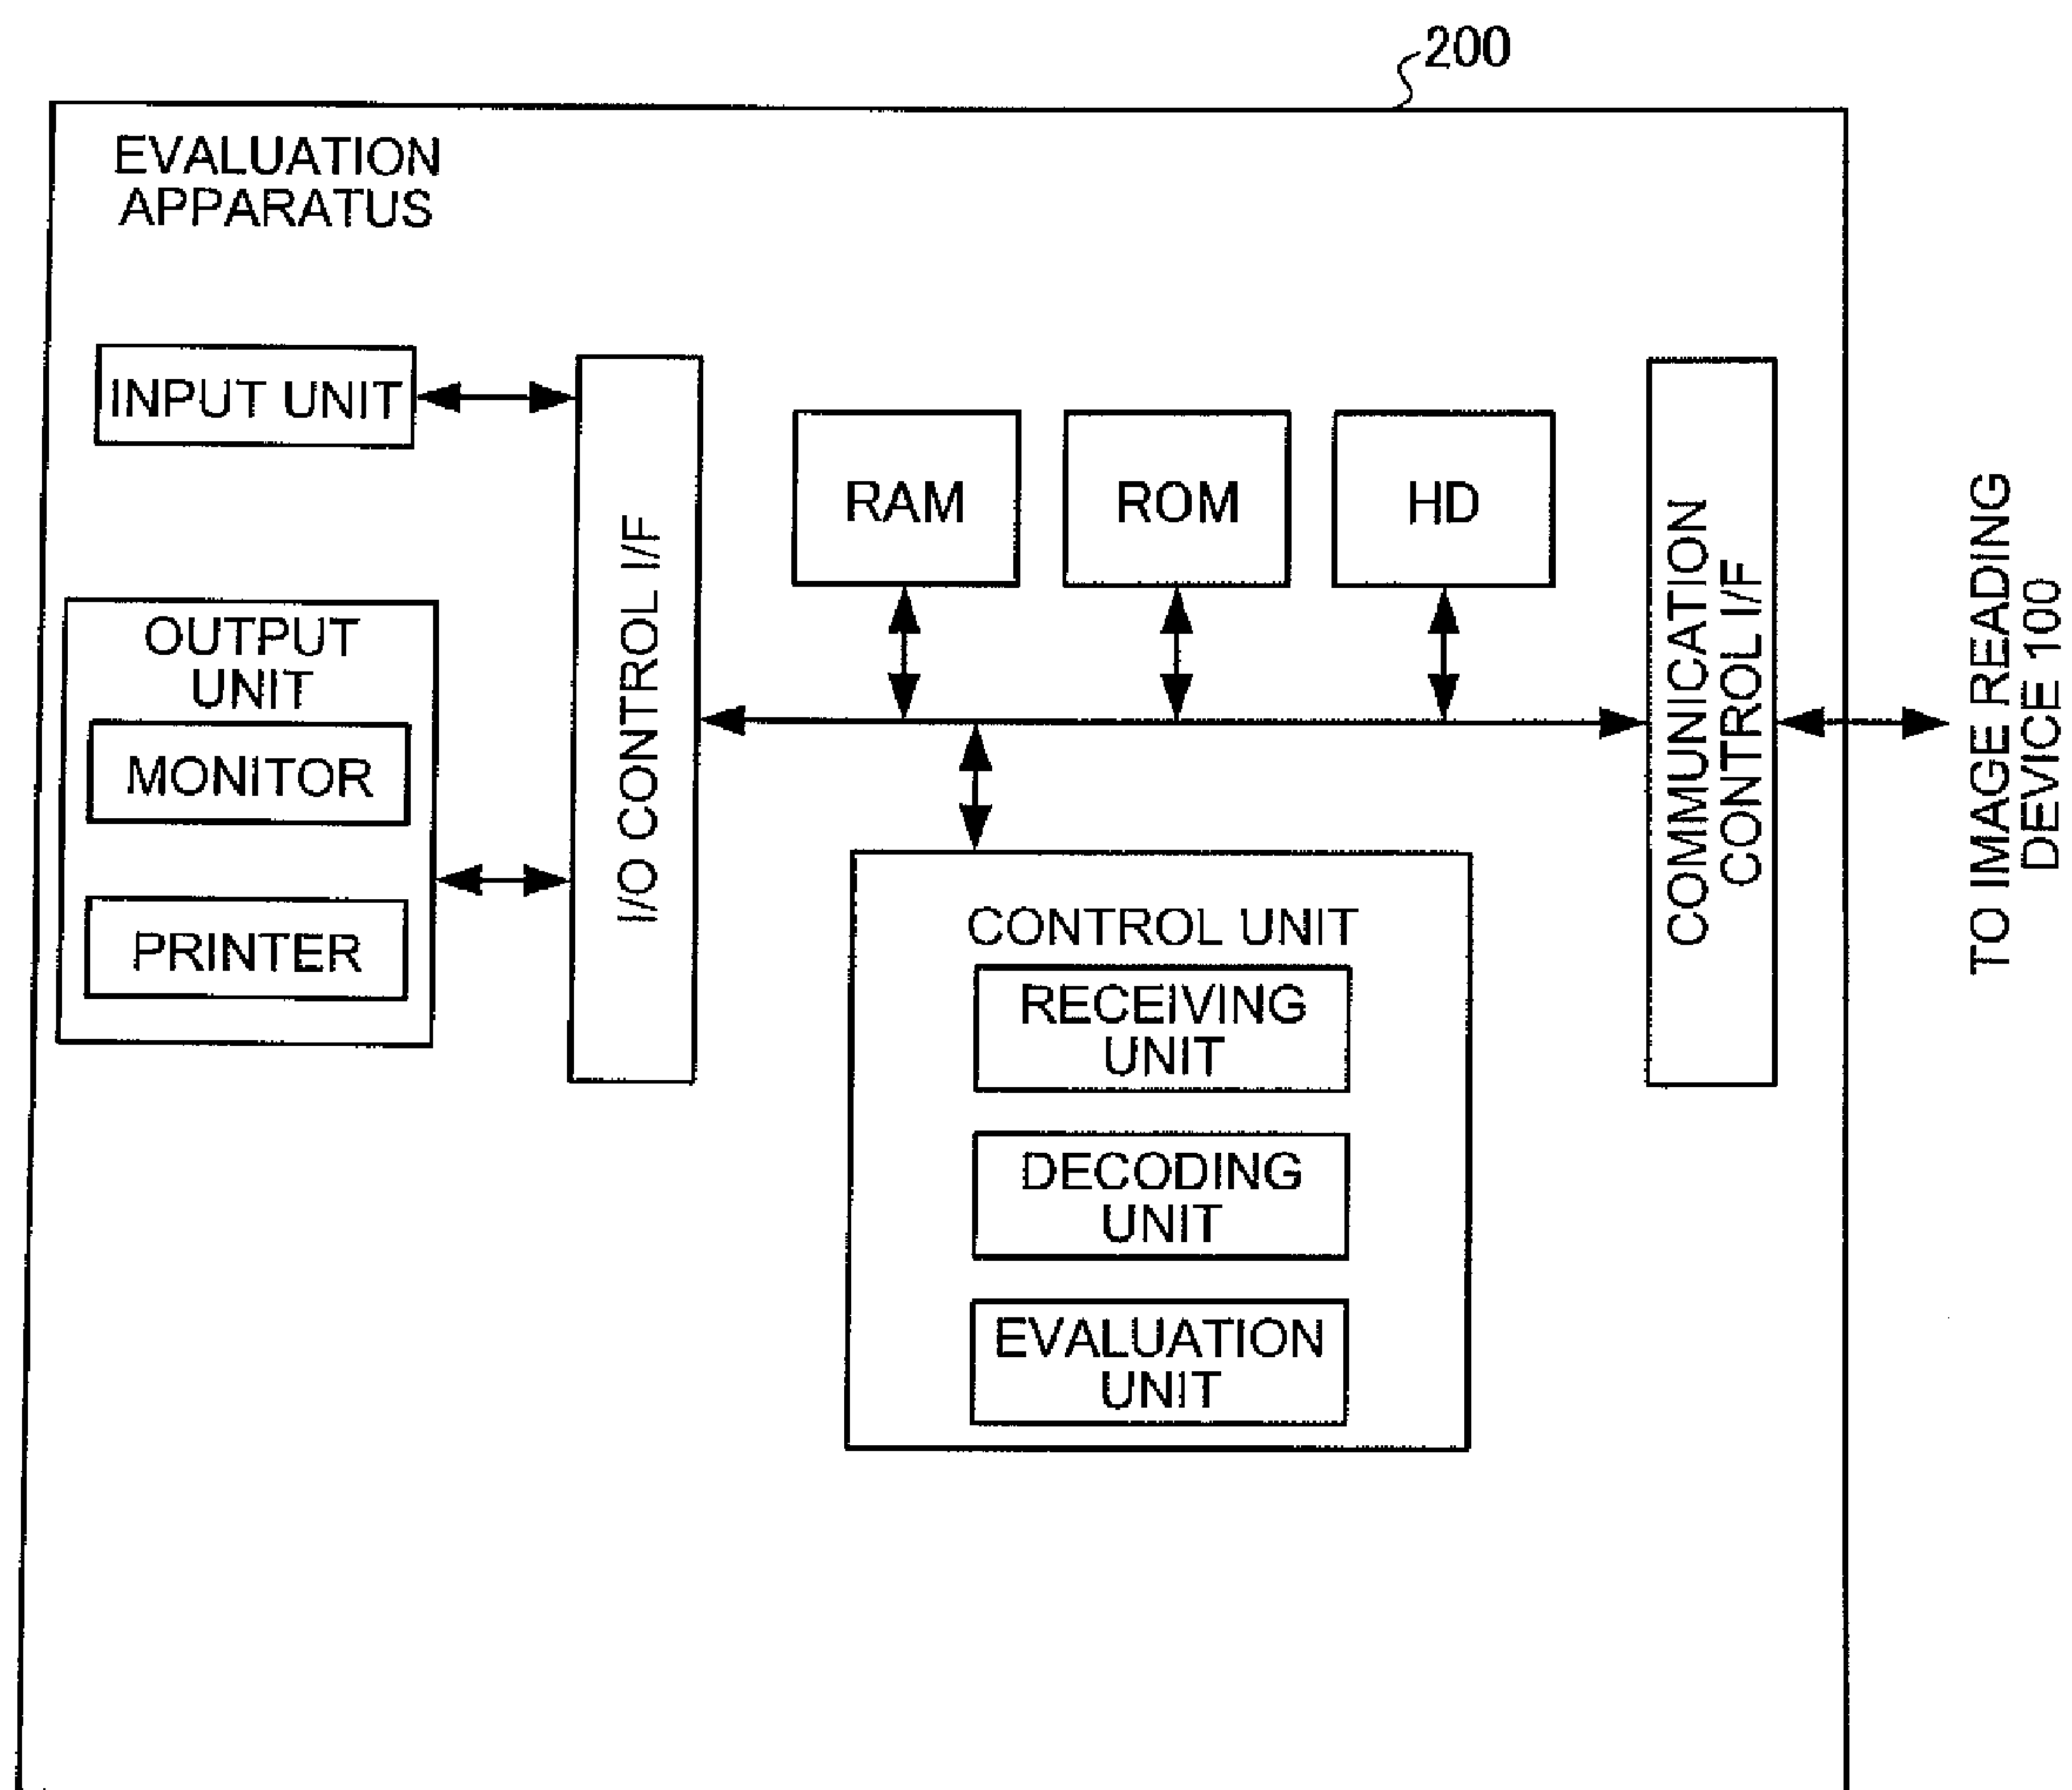 200
EVALUATION
APPARATUS
INPUT UNIT
OUTPUT
UNIT
MONITOR
PRINTER
I/O CONTROL I/F
RAM
ROM
HD
CONTROL UNIT
RECEIVING
UNIT
DECODING
UNIT
EVALUATION
UNIT
COMMUNICATION
CONTROL I/F
TO IMAGE READING
DEVICE 100